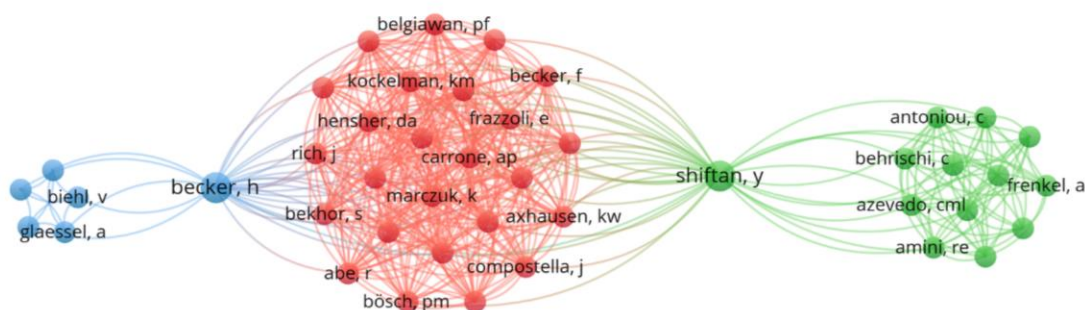 belgiawan, pf
kockelman, km
becker, f
hensher, da
frazzoli, e
antoniou, c
rich, j
carrone, ap
behrischi, c
shiftan, y
becker, h
biehl, v
marczuk, k
frenkel, a
bekhor, s
axhausen, kw
azevedo, cml
glaessel, a
amini, re
abe, r
compostella, j
bösch, pm